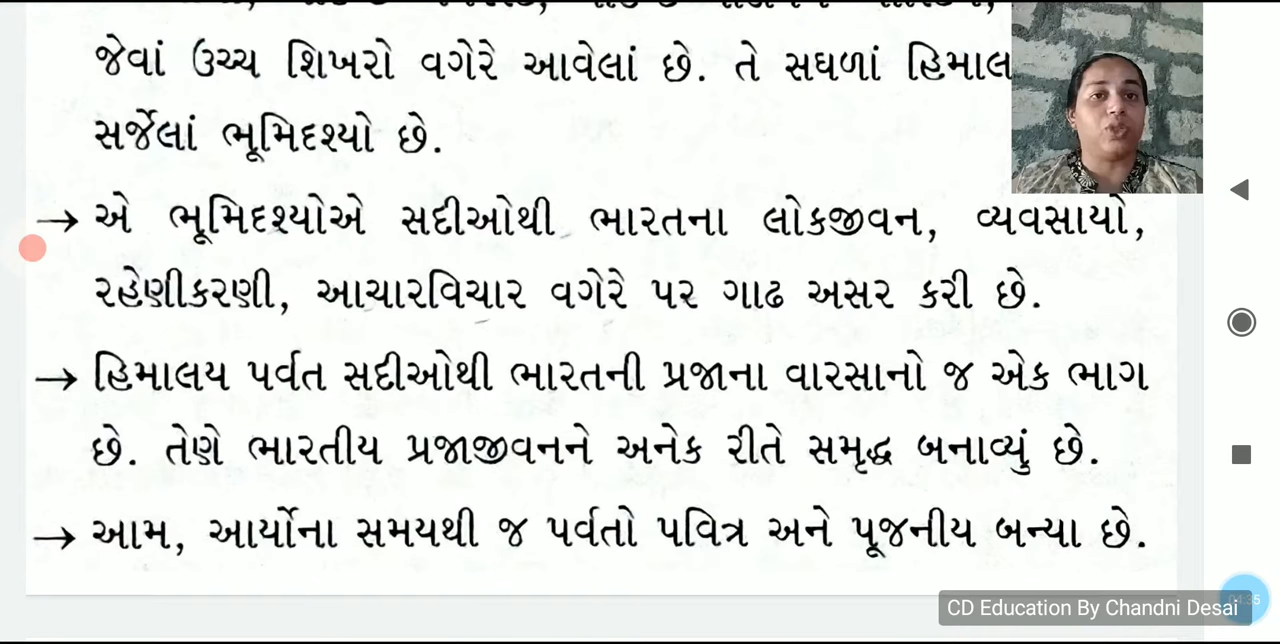 જેવાં ઉચ્ચ શિખરો વગેરે આવેલાં છે. તે સઘળાં
સર્જેલાં ભૂમિદશ્યો છે.
→ એ ભૂમિદશ્યોએ સદીઓથી ભારતના લોકજીવન, વ્યવસાયો,
રહેણીકરણી, આચારવિચાર વગેરે પર ગાઢ અસર કરી છે.
→ હિમાલય પર્વત સદીઓથી ભારતની પ્રજાના વારસાનો જ એક ભાગ
છે. તેણે ભારતીય પ્રજાજીવનને અનેક રીતે સમૃદ્ધ બનાવ્યું છે.
→ આમ, આર્યોના સમયથી જ પર્વતો પવિત્ર અને પૂજનીય બન્યા છે.
04:35
CD Education By Chandni Desai